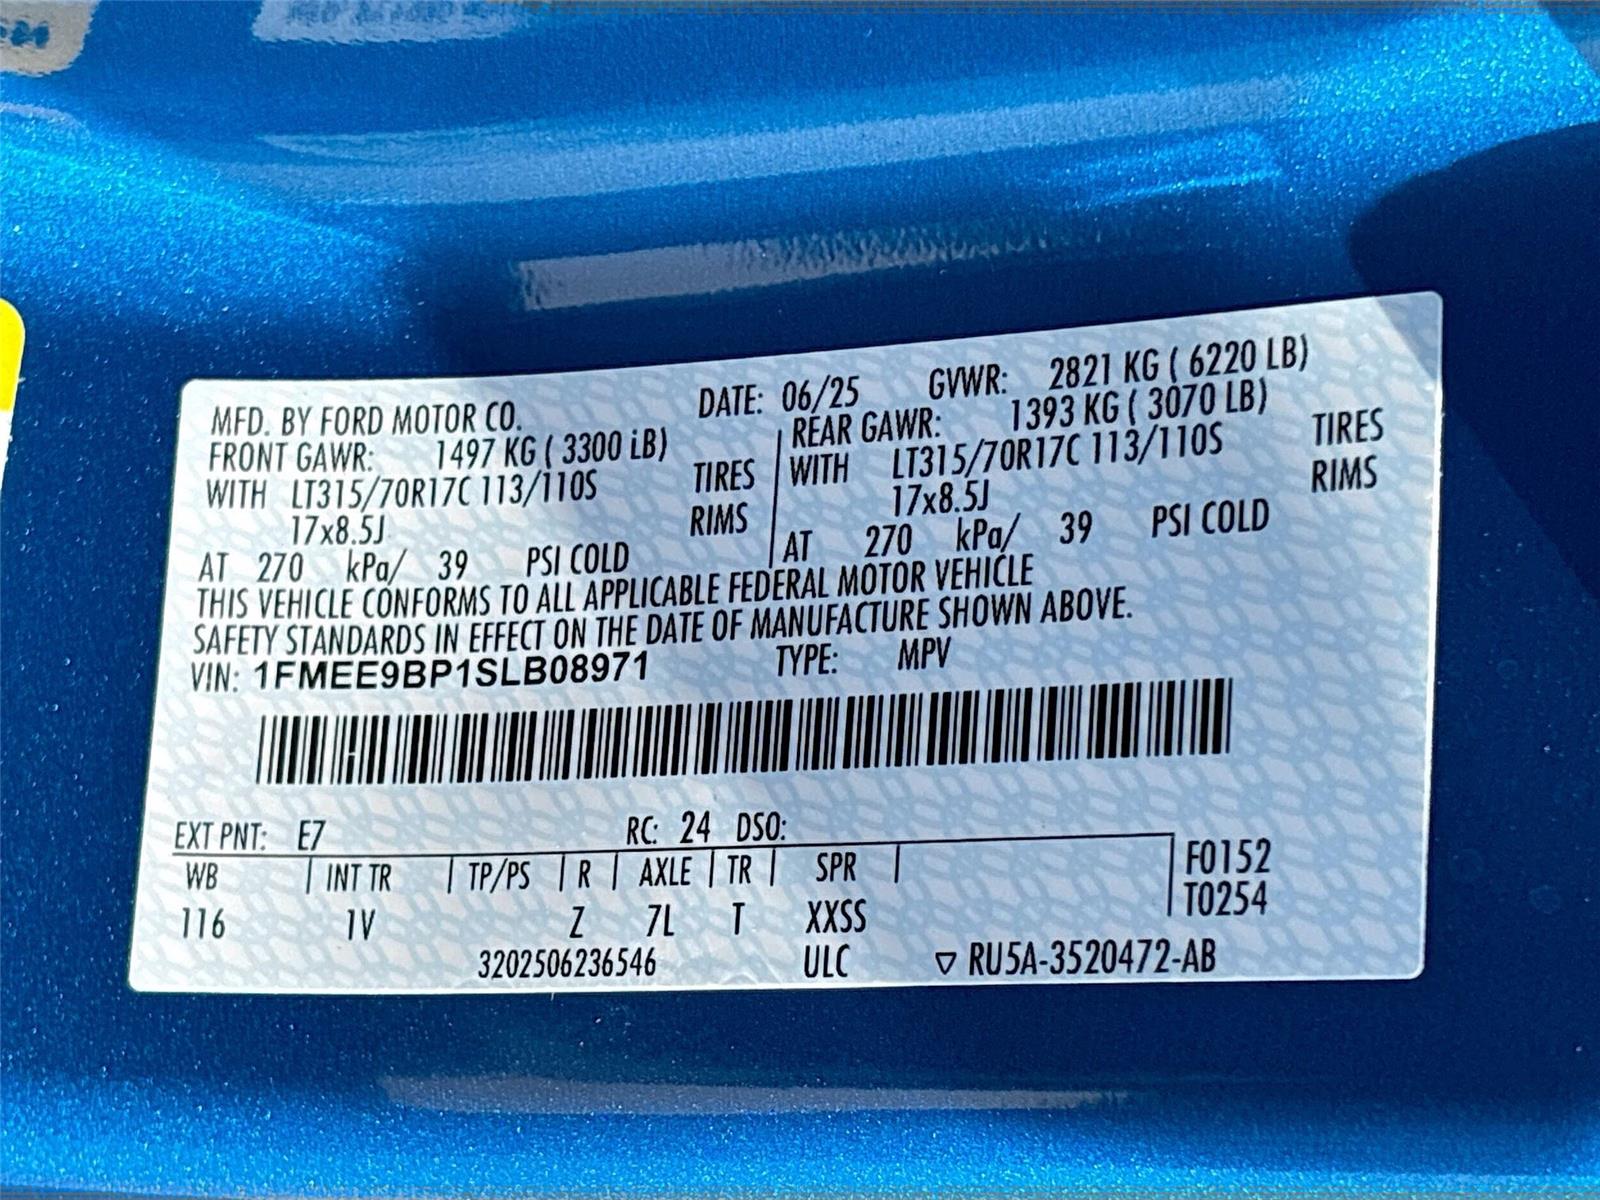 MFD. BY FORD MOTOR CO. DATE: 06/25 GVWR: 2821 KG ( 6220 LB)
FRONT GAWR: 1497 KG ( 3300 LB) REAR GAWR: 1393 KG ( 3070 LB)
WITH LT315/70R17C 113/110S TIRES WITH LT315/70R17C 113/110S TIRES
17x8.5J RIMS 17x8.5J RIMS
AT 270 kPa/ 39 PSI COLD AT 270 kPa/ 39 PSI COLD
THIS VEHICLE CONFORMS TO ALL APPLICABLE FEDERAL MOTOR VEHICLE
SAFETY STANDARDS IN EFFECT ON THE DATE OF MANUFACTURE SHOWN ABOVE.
VIN: 1FMEE9BP1SLB08971 TYPE: MPV
EXT PNT: E7 RC: 24 DSO:
WB INT TR TP/PS R AXLE TR SPR F0152
116 1V Z 7L T XXSS T0254
3202506236546 ULC ▽ RU5A-3520472-AB